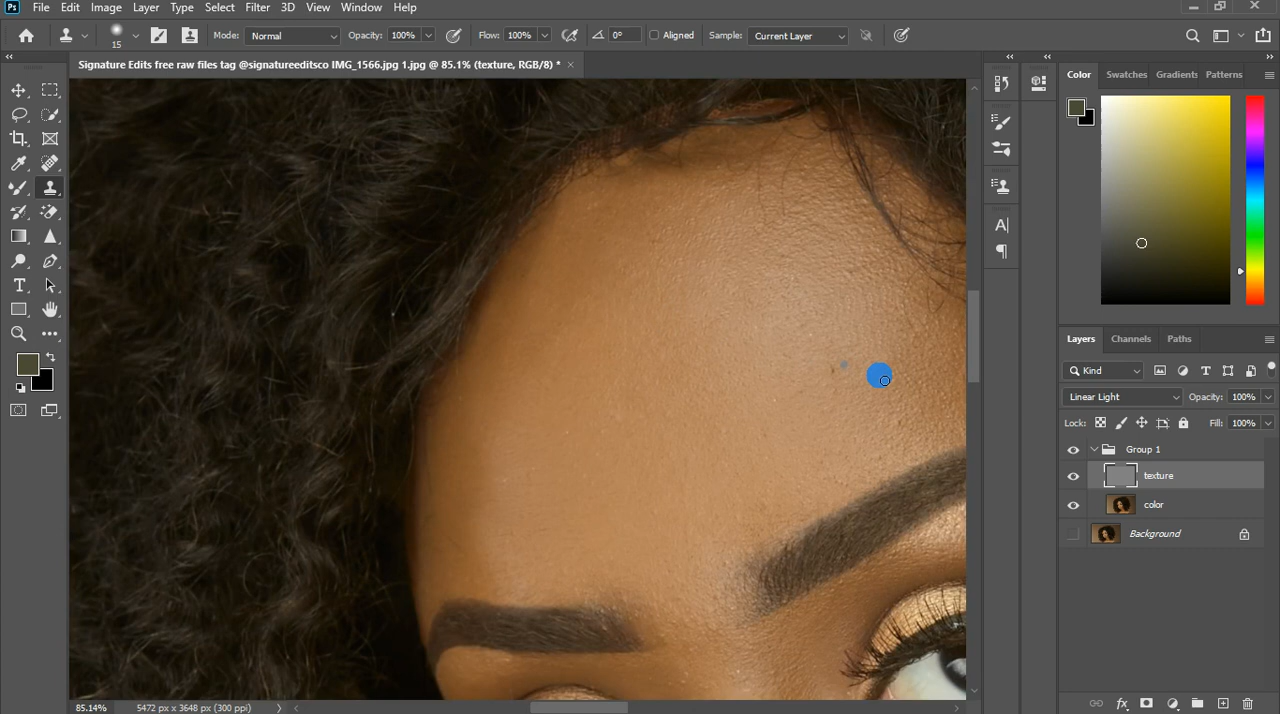 Ps File Edit Image Layer Type Select Filter 3D View Window Help
15 Mode: Normal Opacity: 100% Flow: 100% 0° Aligned Sample: Current Layer
Signature Edits free raw files tag @signatureeditsco IMG_1566.jpg 1.jpg @ 85.1% (texture, RGB/8) *
Color Swatches Gradients Patterns
Layers Channels Paths
Kind
Linear Light Opacity: 100%
Lock: Fill: 100%
Group 1
texture
color
Background
85.14% 5472 px x 3648 px (300 ppi)